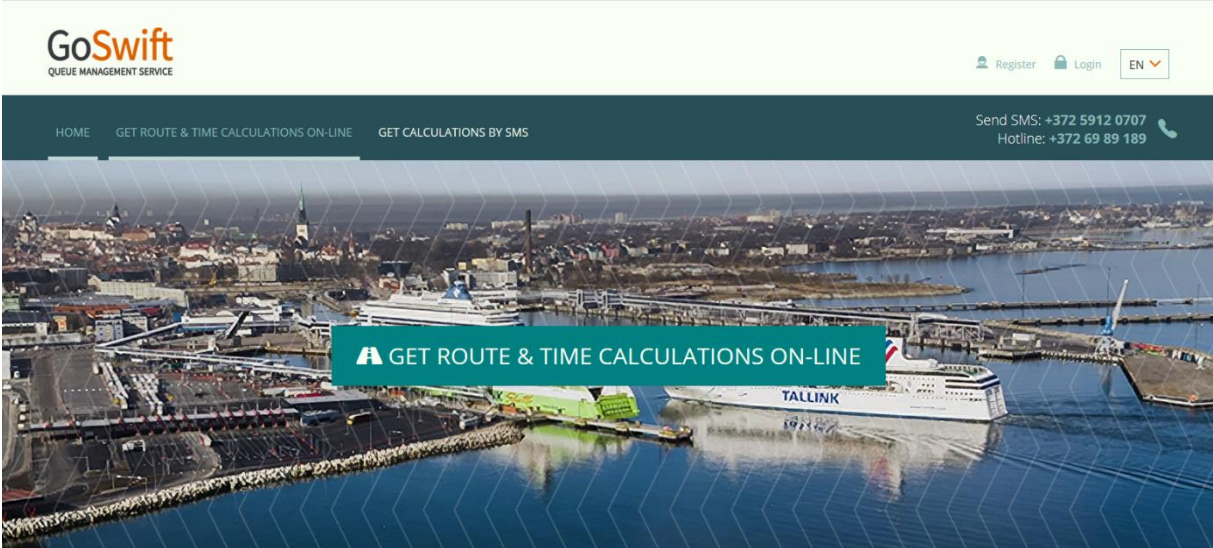 GoSwift
QUEUE MANAGEMENT SERVICE
Register Login EN
HOME GET ROUTE & TIME CALCULATIONS ON-LINE GET CALCULATIONS BY SMS
Send SMS: +372 5912 0707
Hotline: +372 69 89 189
GET ROUTE & TIME CALCULATIONS ON-LINE
TALLINK